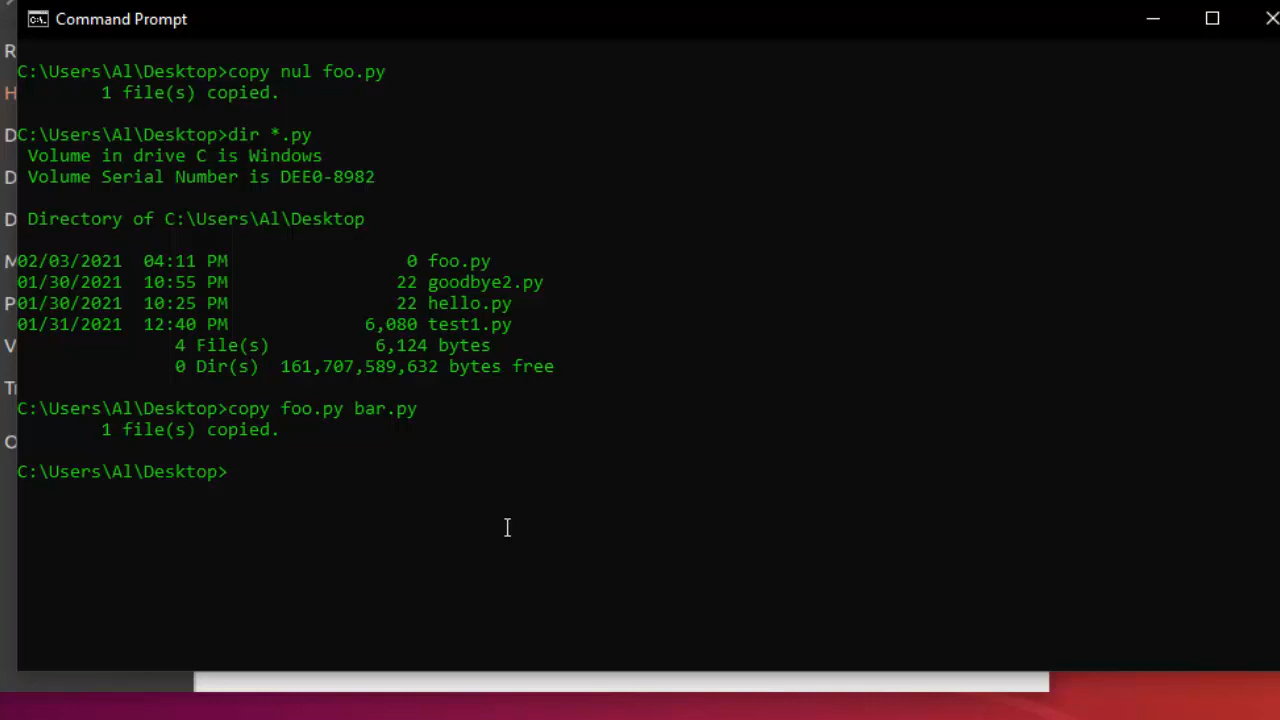 Command Prompt
C:\Users\Al\Desktop>copy nul foo.py
1 file(s) copied.
C:\Users\Al\Desktop>dir *.py
Volume in drive C is Windows
Volume Serial Number is DEE0-8982
Directory of C:\Users\Al\Desktop
02/03/2021 04:11 PM 0 foo.py
01/30/2021 10:55 PM 22 goodbye2.py
01/30/2021 10:25 PM 22 hello.py
01/31/2021 12:40 PM 6,080 test1.py
4 File(s) 6,124 bytes
0 Dir(s) 161,707,589,632 bytes free
C:\Users\Al\Desktop>copy foo.py bar.py
1 file(s) copied.
C:\Users\Al\Desktop>